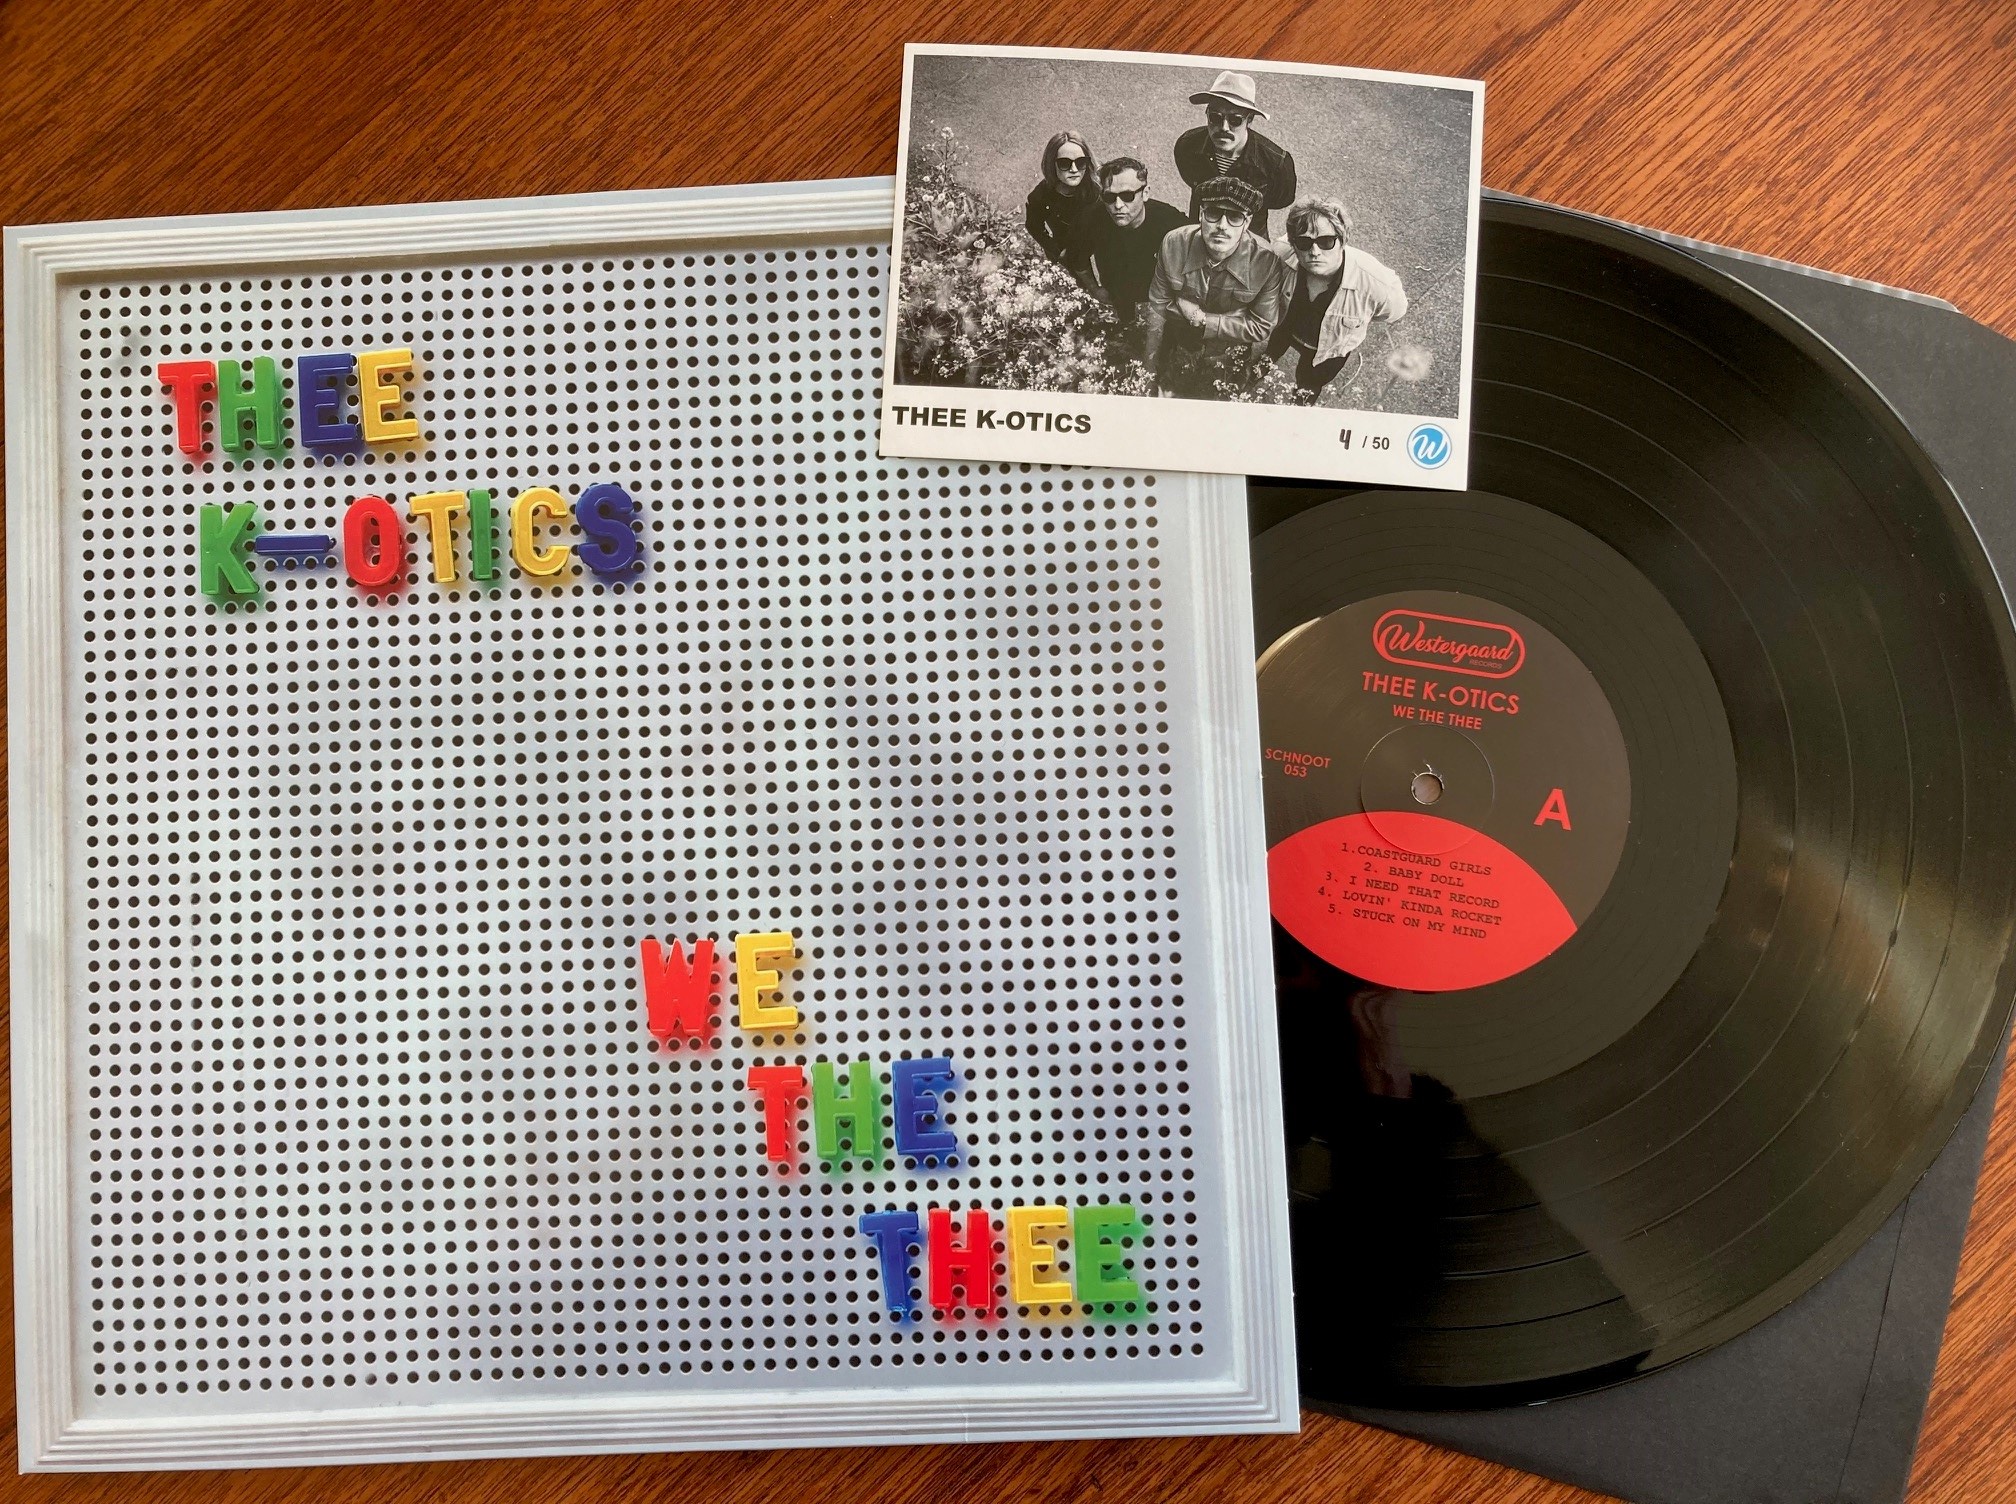 THEE
K-OTICS
WE
THE
THEE
THEE K-OTICS
4 / 50
W
Westergaard
RECORDS
THEE K-OTICS
WE THE THEE
SCHNOOT
053
A
1.COASTGUARD GIRLS
2. BABY DOLL
3. I NEED THAT RECORD
4. LOVIN' KINDA ROCKET
5. STUCK ON MY MIND